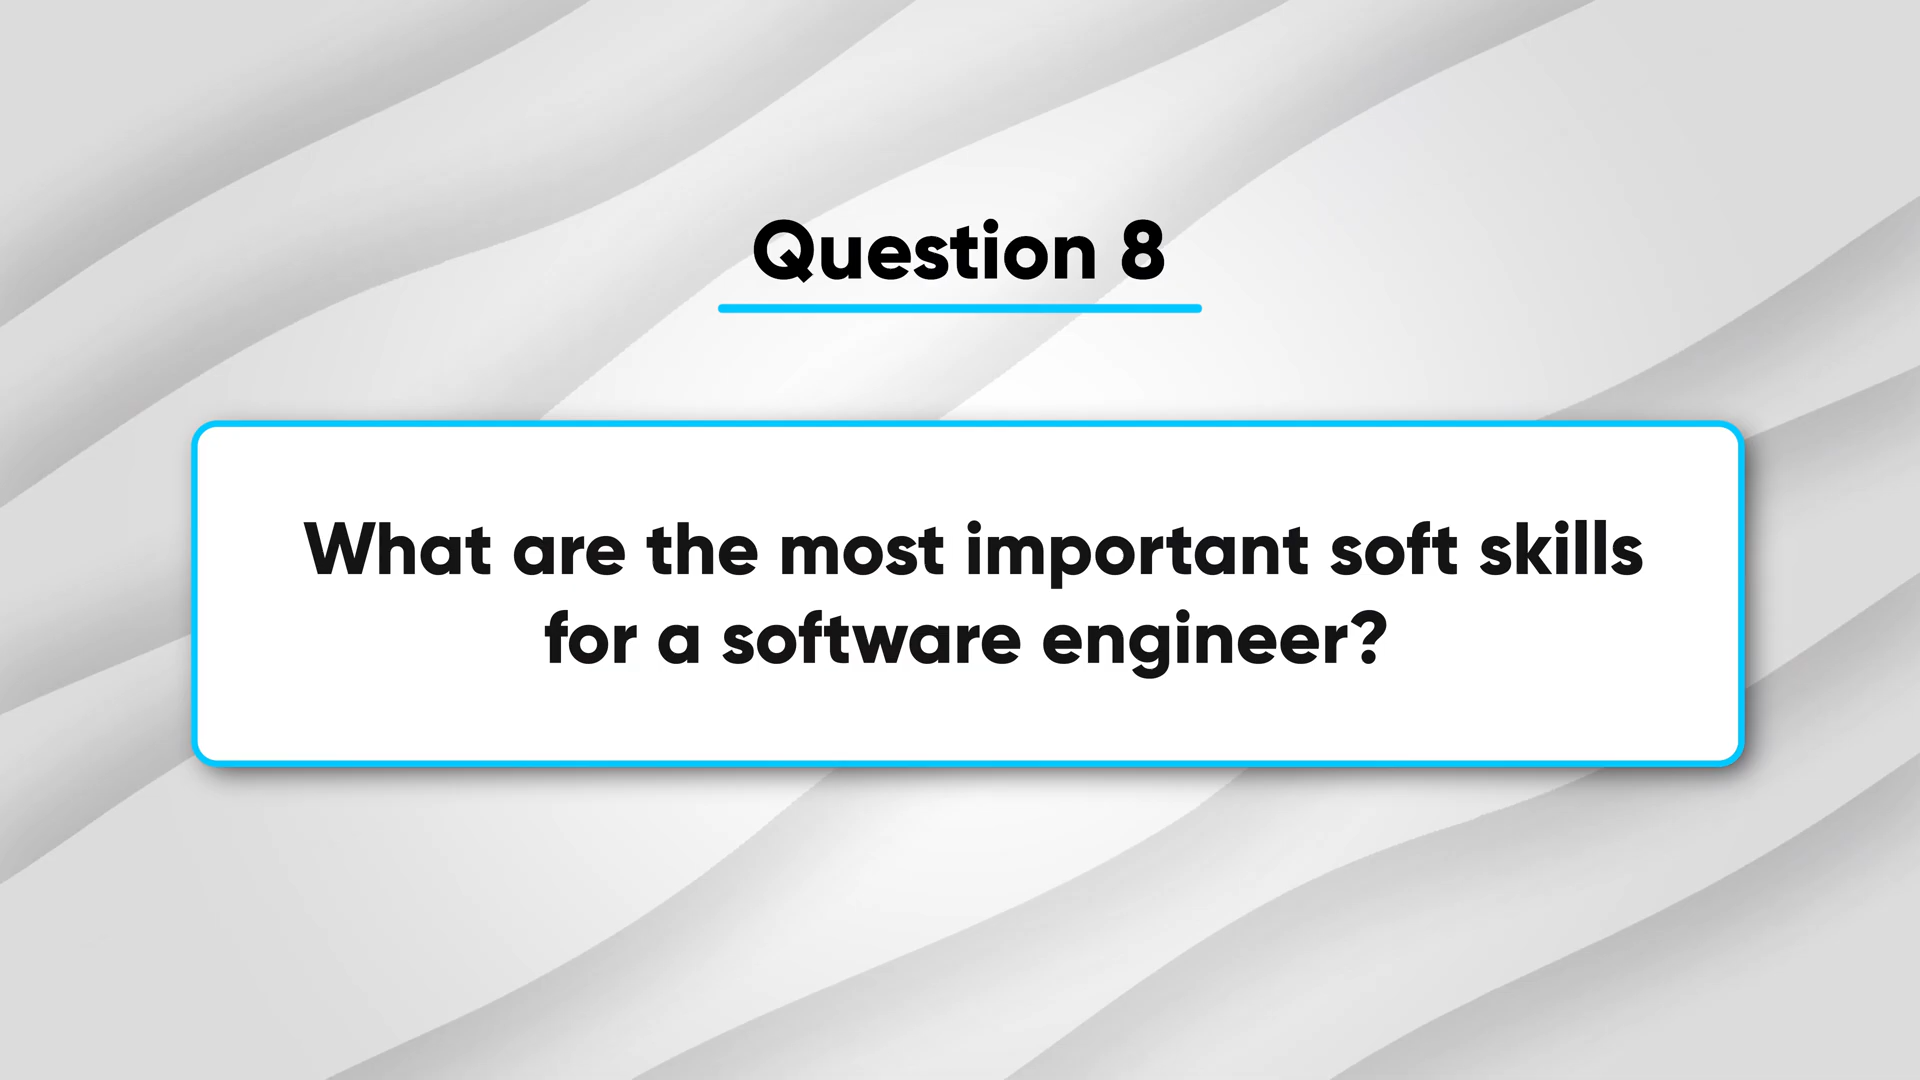 Question 8
What are the most important soft skills
for a software engineer?